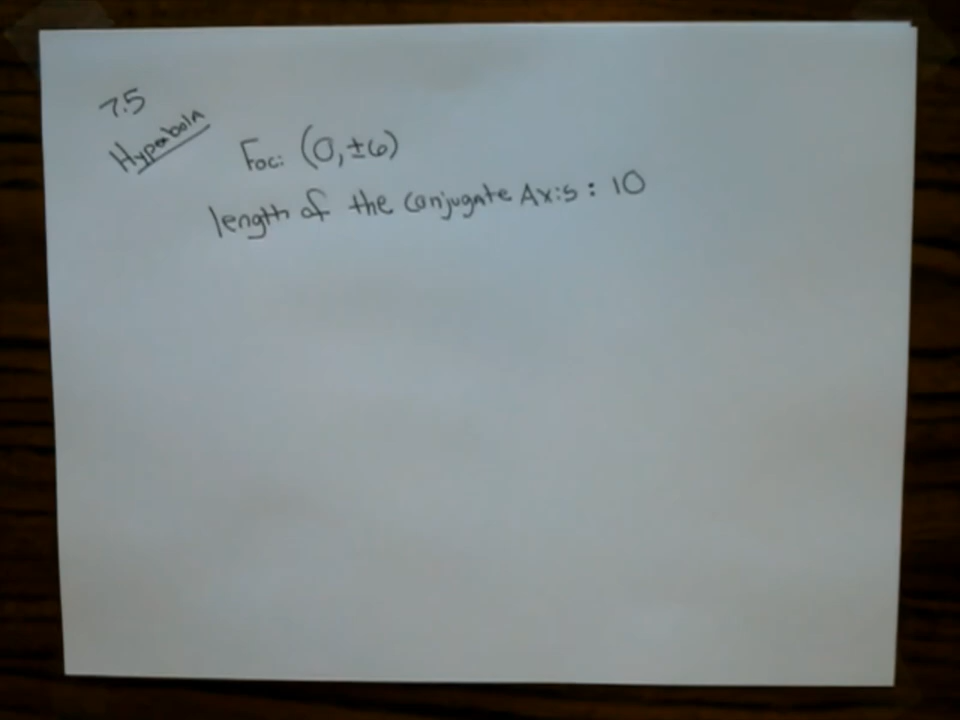 7.5
Hyperbola
Foci (0,±6)
length of the conjugate Axis: 10